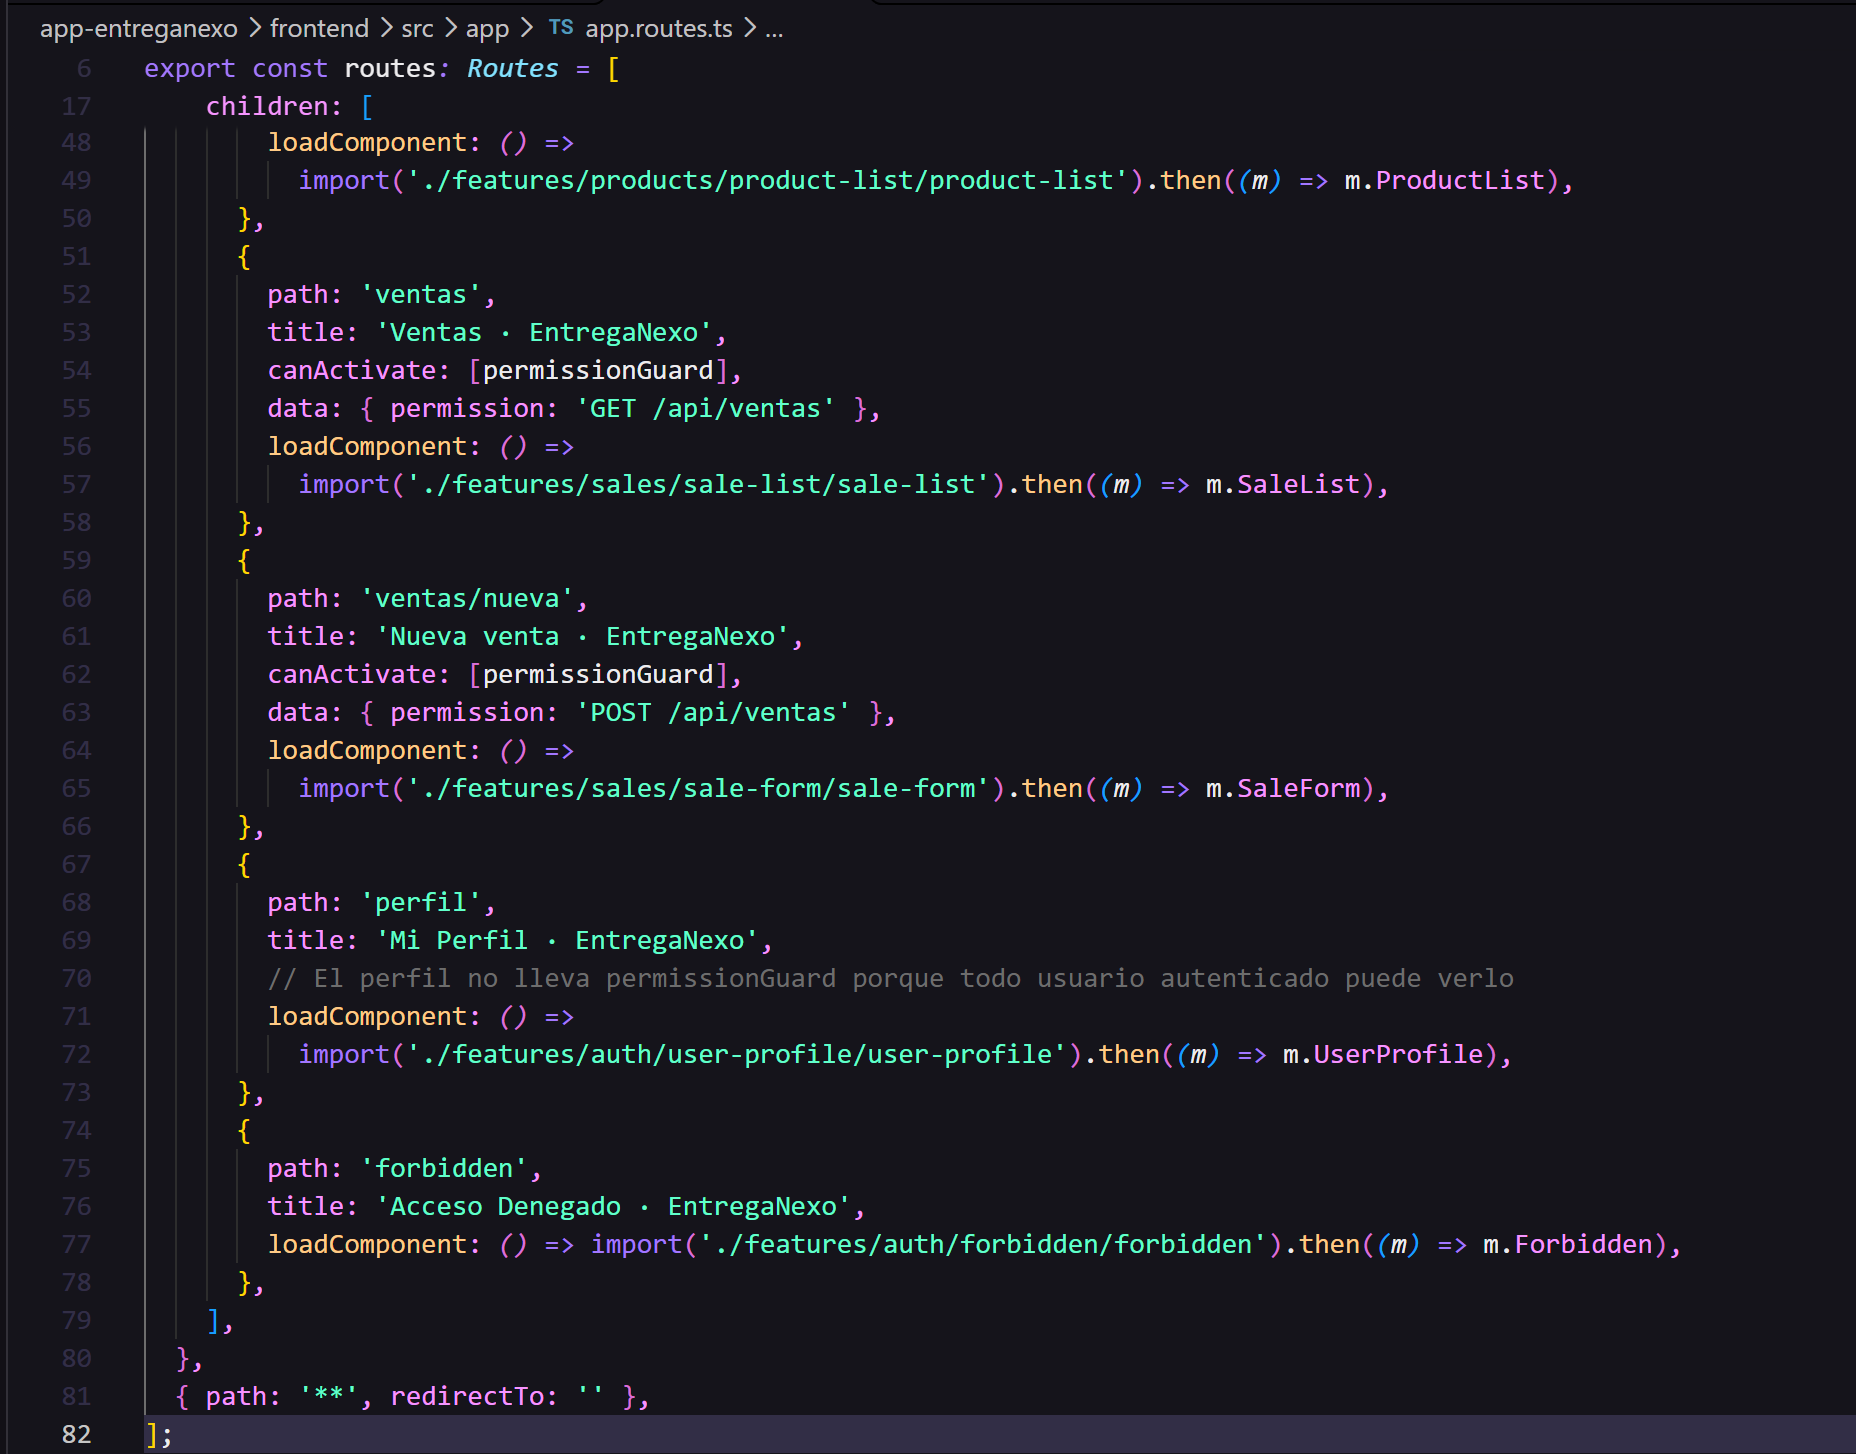 app-entreganexo > frontend > src > app > TS app.routes.ts > ...
6 export const routes: Routes = [
17 children: [
48 loadComponent: () =>
49 import('./features/products/product-list/product-list').then((m) => m.ProductList),
50 },
51 {
52 path: 'ventas',
53 title: 'Ventas · EntregaNexo',
54 canActivate: [permissionGuard],
55 data: { permission: 'GET /api/ventas' },
56 loadComponent: () =>
57 import('./features/sales/sale-list/sale-list').then((m) => m.SaleList),
58 },
59 {
60 path: 'ventas/nueva',
61 title: 'Nueva venta · EntregaNexo',
62 canActivate: [permissionGuard],
63 data: { permission: 'POST /api/ventas' },
64 loadComponent: () =>
65 import('./features/sales/sale-form/sale-form').then((m) => m.SaleForm),
66 },
67 {
68 path: 'perfil',
69 title: 'Mi Perfil · EntregaNexo',
70 // El perfil no lleva permissionGuard porque todo usuario autenticado puede verlo
71 loadComponent: () =>
72 import('./features/auth/user-profile/user-profile').then((m) => m.UserProfile),
73 },
74 {
75 path: 'forbidden',
76 title: 'Acceso Denegado · EntregaNexo',
77 loadComponent: () => import('./features/auth/forbidden/forbidden').then((m) => m.Forbidden),
78 },
79 ],
80 },
81 { path: '**', redirectTo: '' },
82 ];